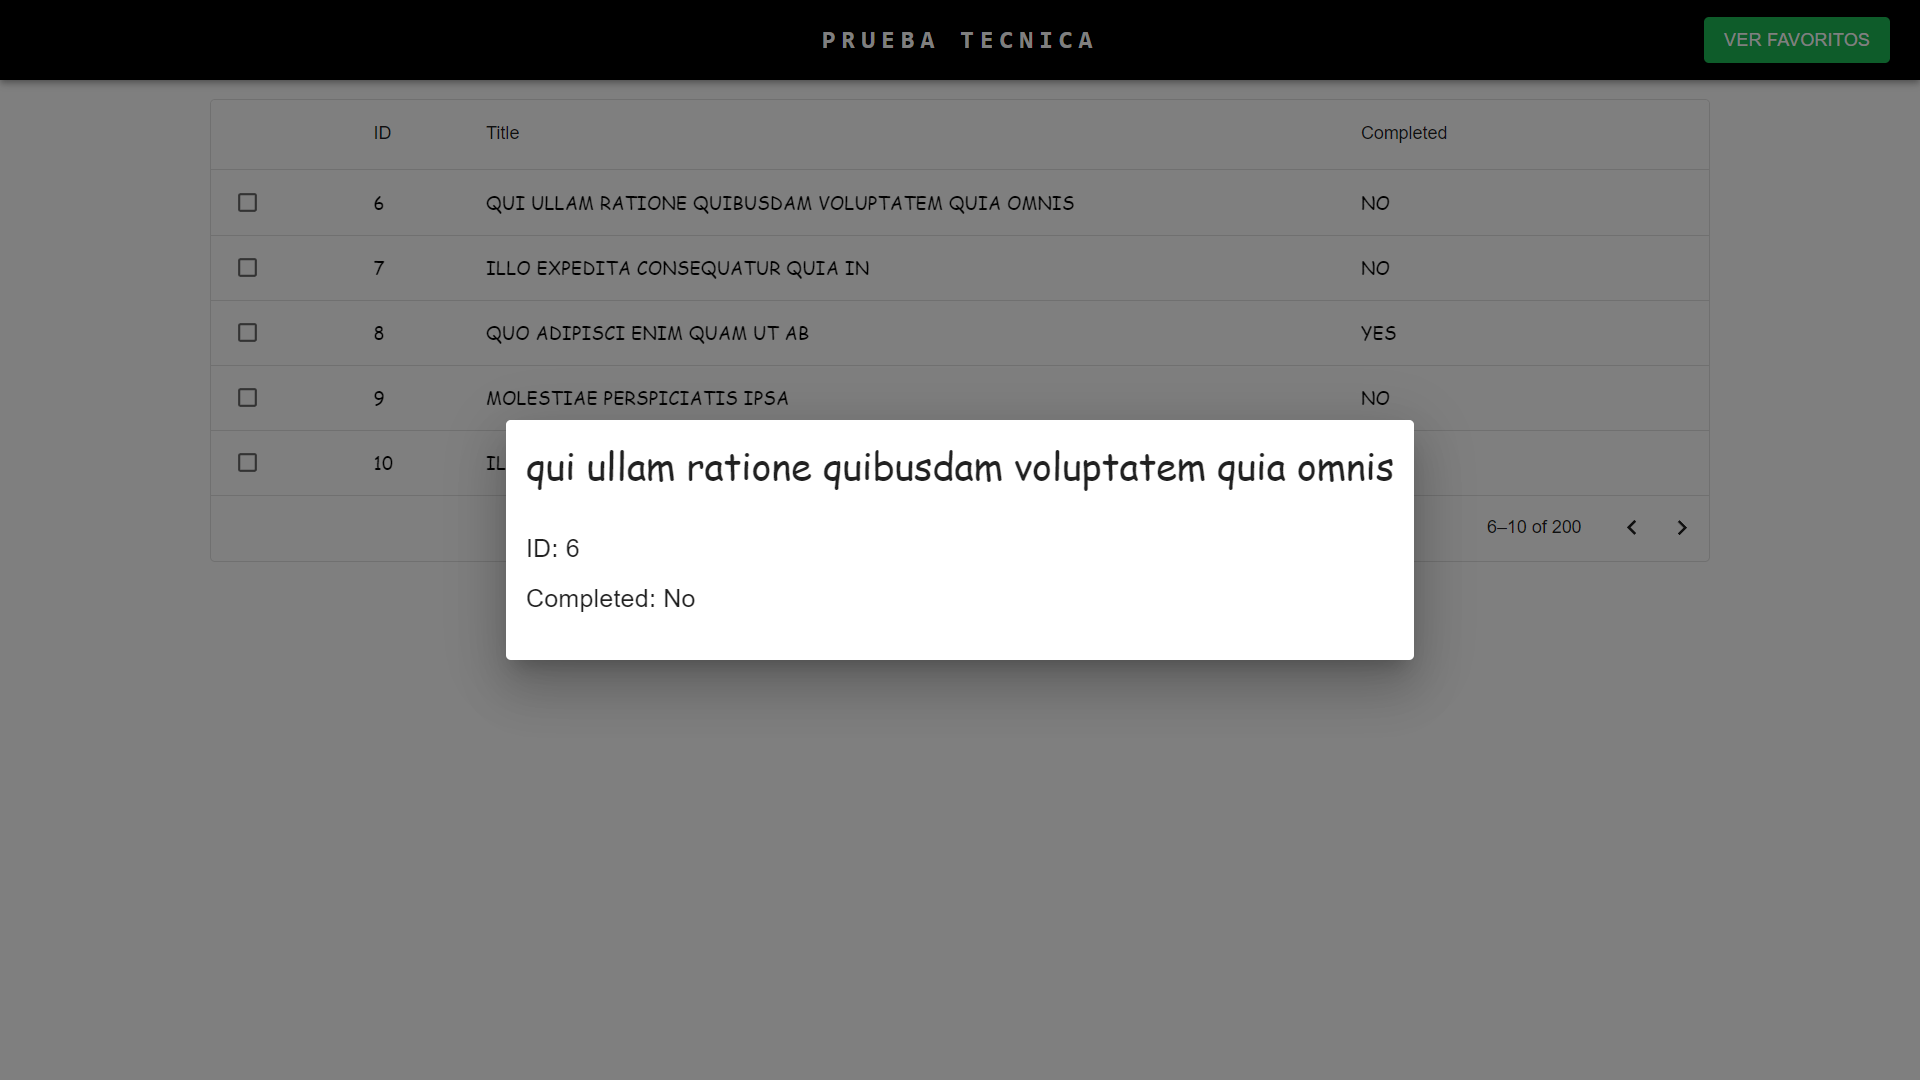 PRUEBA TECNICA
VER FAVORITOS
ID Title Completed
6 QUI ULLAM RATIONE QUIBUSDAM VOLUPTATEM QUIA OMNIS NO
7 ILLO EXPEDITA CONSEQUATUR QUIA IN NO
8 QUO ADIPISCI ENIM QUAM UT AB YES
9 MOLESTIAE PERSPICIATIS IPSA NO
10
qui ullam ratione quibusdam voluptatem quia omnis
ID: 6
Completed: No
6–10 of 200